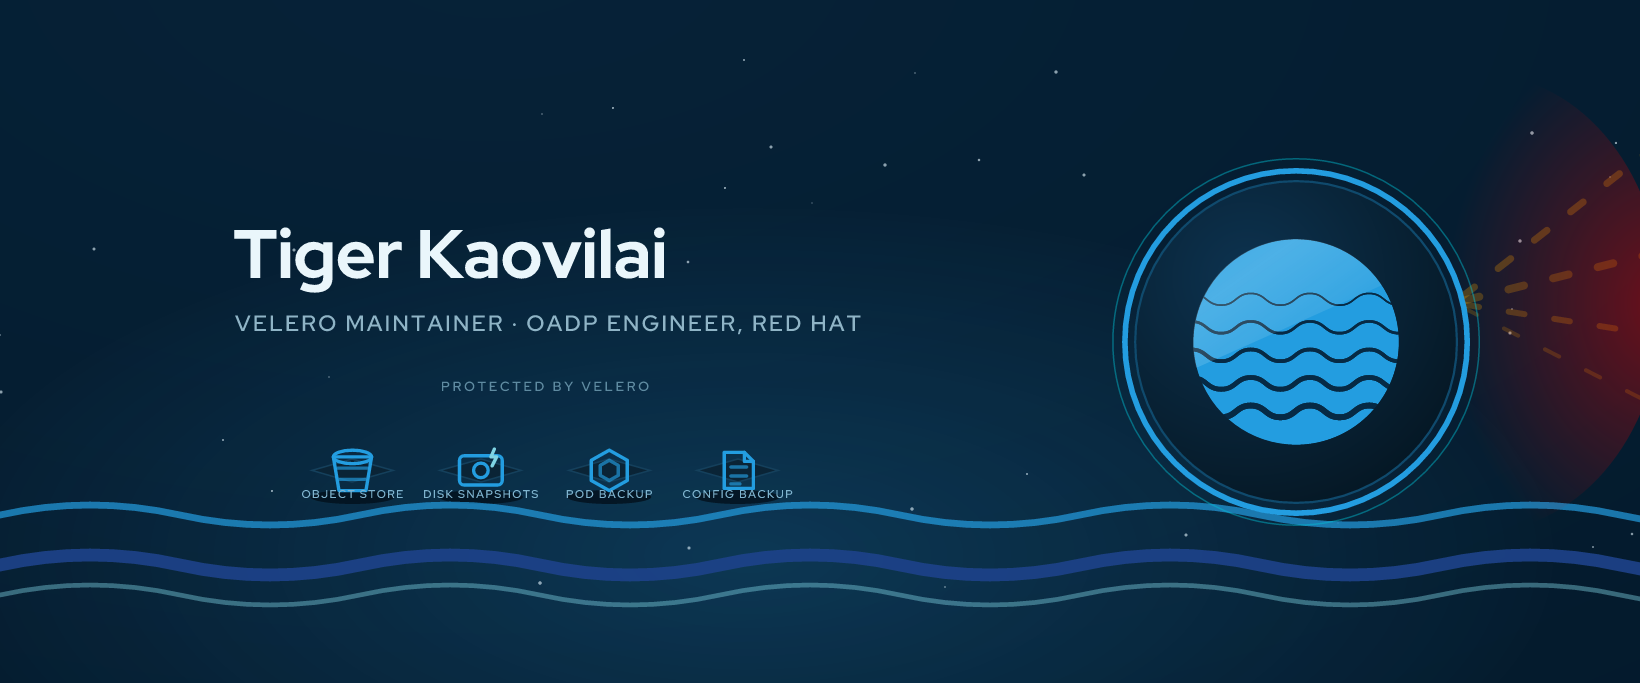 Tiger Kaovilai
VELERO MAINTAINER · OADP ENGINEER, RED HAT
PROTECTED BY VELERO
OBJECT STORE DISK SNAPSHOTS POD BACKUP CONFIG BACKUP